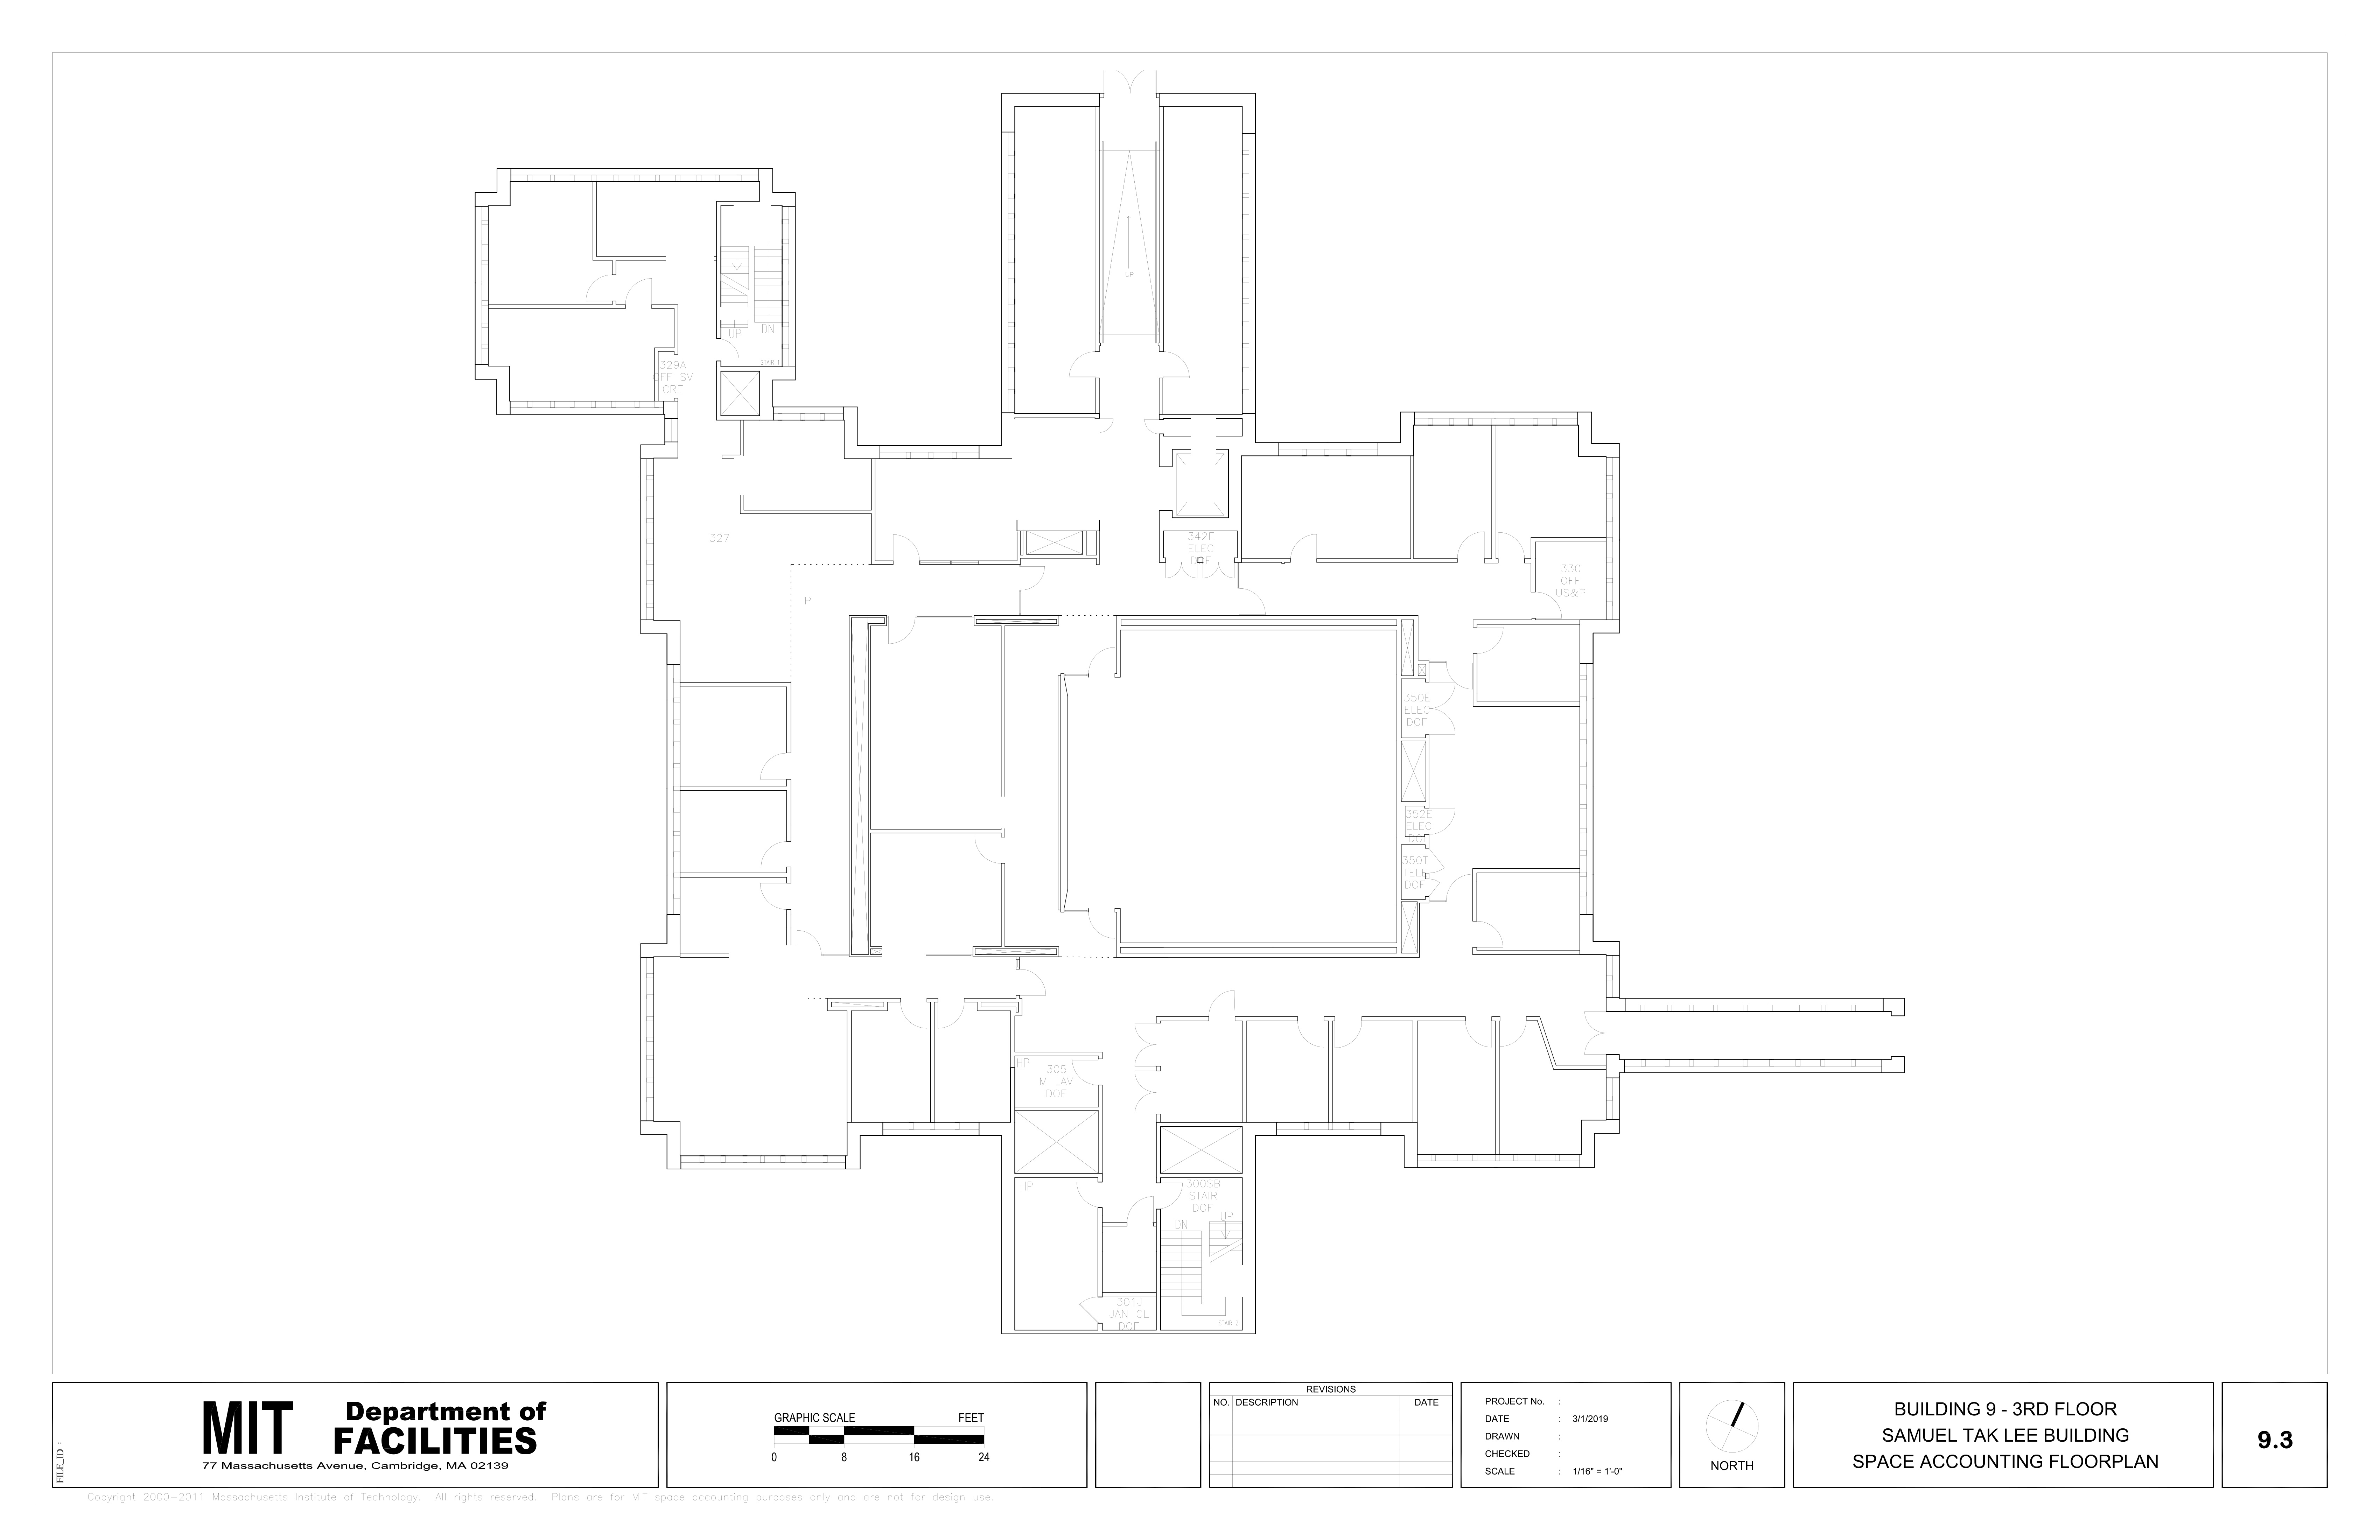 UP
UP
DN
STAIR 1
329A
OFF SV
CRE
327
342E
ELEC
DOF
P
330
OFF
US&P
350E
ELEC
DOF
352E
ELEC
DOF
350T
TELE
DOF
HP
305
M LAV
DOF
HP
300SB
STAIR
DOF
DN
UP
301J
JAN CL
DOF
STAIR 2
FILE_ID :
MIT
Department of
FACILITIES
77 Massachusetts Avenue, Cambridge, MA 02139
GRAPHIC SCALE
FEET
0
8
16
24
REVISIONS
NO.
DESCRIPTION
DATE
PROJECT No. :
DATE : 3/1/2019
DRAWN :
CHECKED :
SCALE : 1/16" = 1'-0"
NORTH
BUILDING 9 - 3RD FLOOR
SAMUEL TAK LEE BUILDING
SPACE ACCOUNTING FLOORPLAN
9.3
Copyright 2000-2011 Massachusetts Institute of Technology. All rights reserved. Plans are for MIT space accounting purposes only and are not for design use.